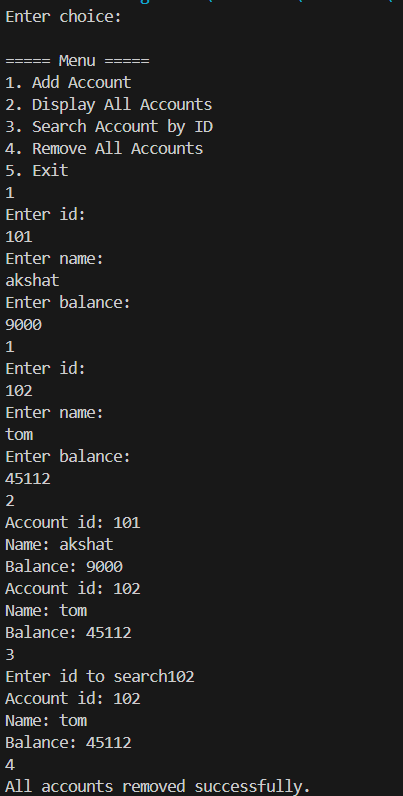 Enter choice:
===== Menu =====
1. Add Account
2. Display All Accounts
3. Search Account by ID
4. Remove All Accounts
5. Exit
1
Enter id:
101
Enter name:
akshat
Enter balance:
9000
1
Enter id:
102
Enter name:
tom
Enter balance:
45112
2
Account id: 101
Name: akshat
Balance: 9000
Account id: 102
Name: tom
Balance: 45112
3
Enter id to search102
Account id: 102
Name: tom
Balance: 45112
4
All accounts removed successfully.